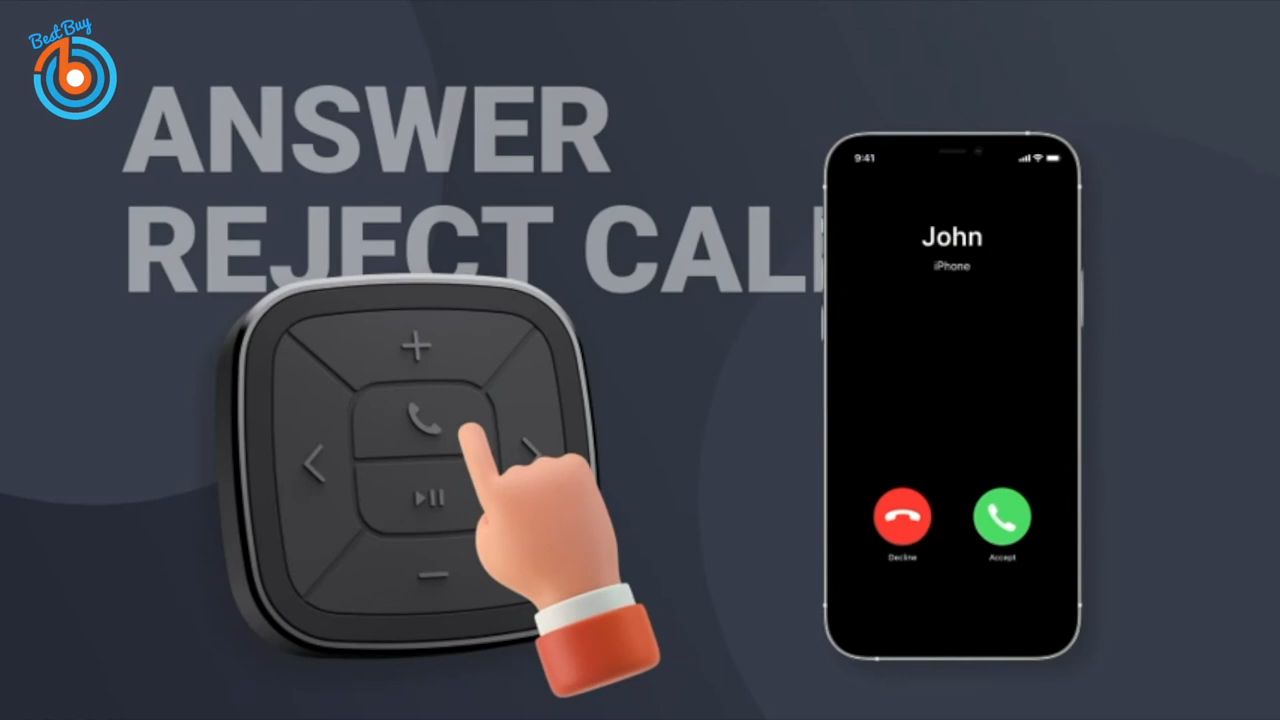 Best Buy
ANSWER
REJECT CALL
9:41
John
iPhone
Decline
Accept